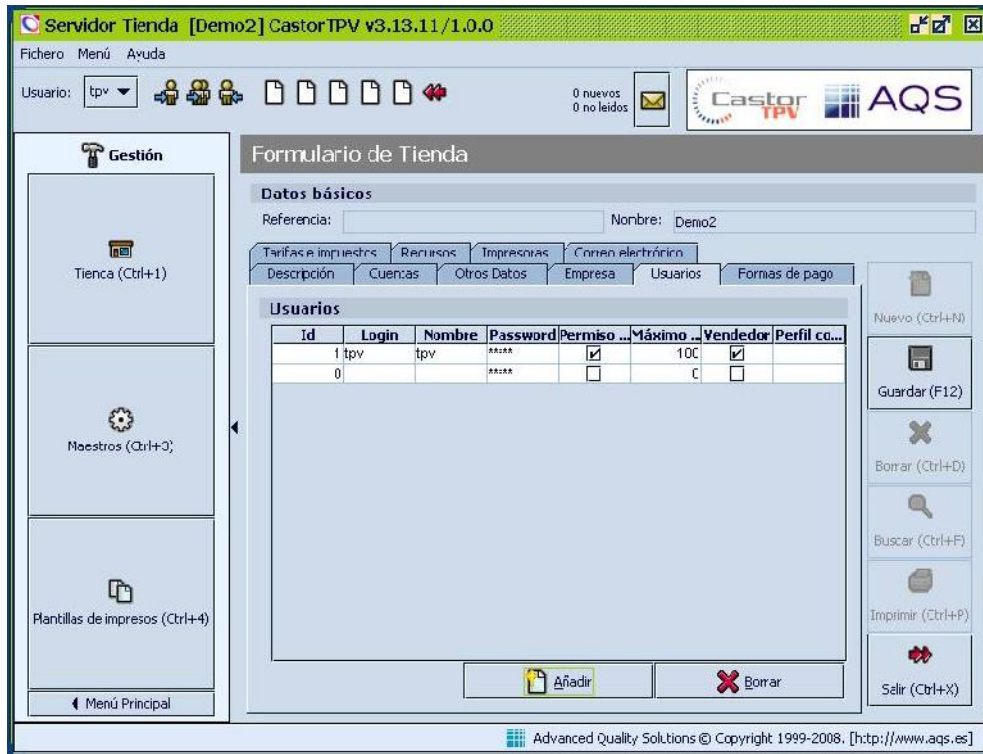 Servidor Tienda [Demo2] CastorTPV v3.13.11/1.0.0
Fichero Menú Ayuda
Usuario: tpv
0 nuevos
0 no leidos
Castor TPV
AQS
Gestión
Tienca (Ctrl+1)
Maestros (Ctrl+3)
Plantillas de impresos (Ctrl+4)
Menú Principal
Formulario de Tienda
Datos básicos
Referencia: Nombre: Demo2
Tarifas e impuestos Recursos Impresoras Correo electrónico
Descripción Cuentas Otros Datos Empresa Usuarios Formas de pago
Usuarios
Id Login Nombre Password Permiso ... Máximo ... Vendedor Perfil co...
1 tpv tpv ***** 100
0 ***** 0
Añadir Borrar
Nuevo (Ctrl+N)
Guardar (F12)
Borrar (Ctrl+D)
Buscar (Ctrl+F)
Imprimir (Ctrl+P)
Salir (Ctrl+X)
Advanced Quality Solutions © Copyright 1999-2008. [http://www.aqs.es]